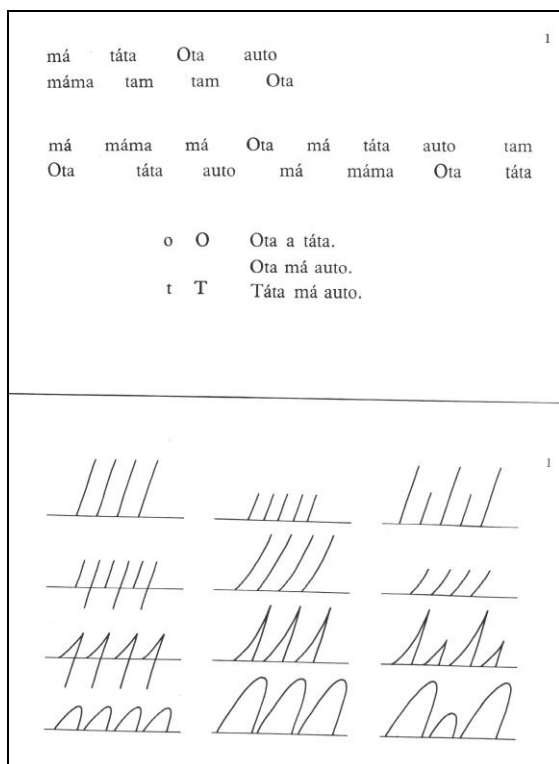 1
má táta Ota auto
máma tam tam Ota
má máma má Ota má táta auto tam
Ota táta auto má máma Ota táta
o O Ota a táta.
Ota má auto.
t T Táta má auto.
1